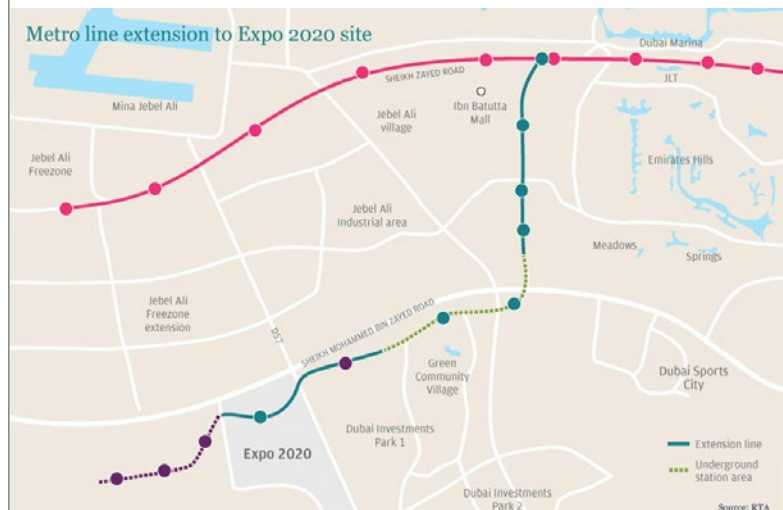 Metro line extension to Expo 2020 site
Dubai Marina
SHEIKH ZAYED ROAD
JLT
Mina Jebel Ali
Ibn Batutta
Mall
Jebel Ali
village
Jebel Ali
Freezone
Emirates Hills
Jebel Ali
Industrial area
Meadows
Springs
Jebel Ali
Freezone
extension
D57
SHEIKH MOHAMMED BIN ZAYED ROAD
Green
Community
Village
Dubai Sports
City
Dubai Investments
Park 1
Expo 2020
Extension line
Underground
station area
Dubai Investments
Park 2
Source: RTA